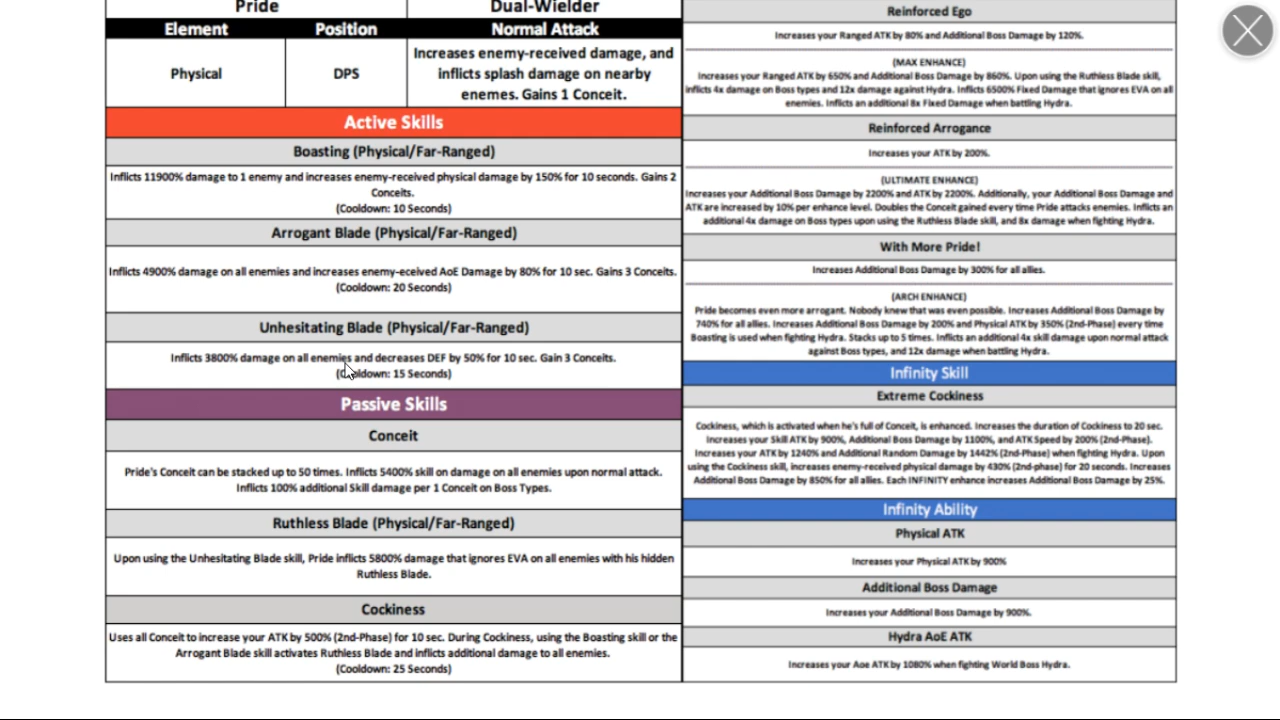 Pride
Dual-Wielder
Element
Position
Normal Attack
Physical
DPS
Increases enemy-received damage, and
inflicts splash damage on nearby
enemies. Gains 1 Conceit.
Active Skills
Boasting (Physical/Far-Ranged)
Inflicts 11900% damage to 1 enemy and increases enemy-received physical damage by 150% for 10 seconds. Gains 2
Conceits.
(Cooldown: 10 Seconds)
Arrogant Blade (Physical/Far-Ranged)
Inflicts 4900% damage on all enemies and increases enemy-eceived AoE Damage by 80% for 10 sec. Gains 3 Conceits.
(Cooldown: 20 Seconds)
Unhesitating Blade (Physical/Far-Ranged)
Inflicts 3800% damage on all enemies and decreases DEF by 50% for 10 sec. Gain 3 Conceits.
(Cooldown: 15 Seconds)
Passive Skills
Conceit
Pride's Conceit can be stacked up to 50 times. Inflicts 5400% skill on damage on all enemies upon normal attack.
Inflicts 100% additional Skill damage per 1 Conceit on Boss Types.
Ruthless Blade (Physical/Far-Ranged)
Upon using the Unhesitating Blade skill, Pride inflicts 5800% damage that ignores EVA on all enemies with his hidden
Ruthless Blade.
Cockiness
Uses all Conceit to increase your ATK by 500% (2nd-Phase) for 10 sec. During Cockiness, using the Boasting skill or the
Arrogant Blade skill activates Ruthless Blade and inflicts additional damage to all enemies.
(Cooldown: 25 Seconds)
Reinforced Ego
Increases your Ranged ATK by 80% and Additional Boss Damage by 120%.
(MAX ENHANCE)
Increases your Ranged ATK by 650% and Additional Boss Damage by 860%. Upon using the Ruthless Blade skill,
inflicts 4x damage on Boss types and 12x damage against Hydra. Inflicts 6500% Fixed Damage that ignores EVA on all
enemies. Inflicts an additional 8x Fixed Damage when battling Hydra.
Reinforced Arrogance
Increases your ATK by 200%.
(ULTIMATE ENHANCE)
Increases your Additional Boss Damage by 2200% and ATK by 2200%. Additionally, your Additional Boss Damage and
ATK are increased by 10% per enhance level. Doubles the Conceit gained every time Pride attacks enemies. Inflicts an
additional 4x damage on Boss types upon using the Ruthless Blade skill, and 8x damage when fighting Hydra.
With More Pride!
Increases Additional Boss Damage by 300% for all allies.
(ARCH ENHANCE)
Pride becomes even more arrogant. Nobody knew that was even possible. Increases Additional Boss Damage by
740% for all allies. Increases Additional Boss Damage by 200% and Physical ATK by 350% (2nd-Phase) every time
Boasting is used when fighting Hydra. Stacks up to 5 times. Inflicts an additional 4x skill damage upon normal attack
against Boss types, and 12x damage when battling Hydra.
Infinity Skill
Extreme Cockiness
Cockiness, which is activated when he's full of Conceit, is enhanced. Increases the duration of Cockiness to 20 sec.
Increases your Skill ATK by 900%, Additional Boss Damage by 1100%, and ATK Speed by 200% (2nd-Phase).
Increases your ATK by 1240% and Additional Random Damage by 1442% (2nd-Phase) when fighting Hydra. Upon
using the Cockiness skill, increases enemy-received physical damage by 430% (2nd-phase) for 20 seconds. Increases
Additional Boss Damage by 850% for all allies. Each INFINITY enhance increases Additional Boss Damage by 25%.
Infinity Ability
Physical ATK
Increases your Physical ATK by 900%
Additional Boss Damage
Increases your Additional Boss Damage by 900%.
Hydra AoE ATK
Increases your Aoe ATK by 1080% when fighting World Boss Hydra.